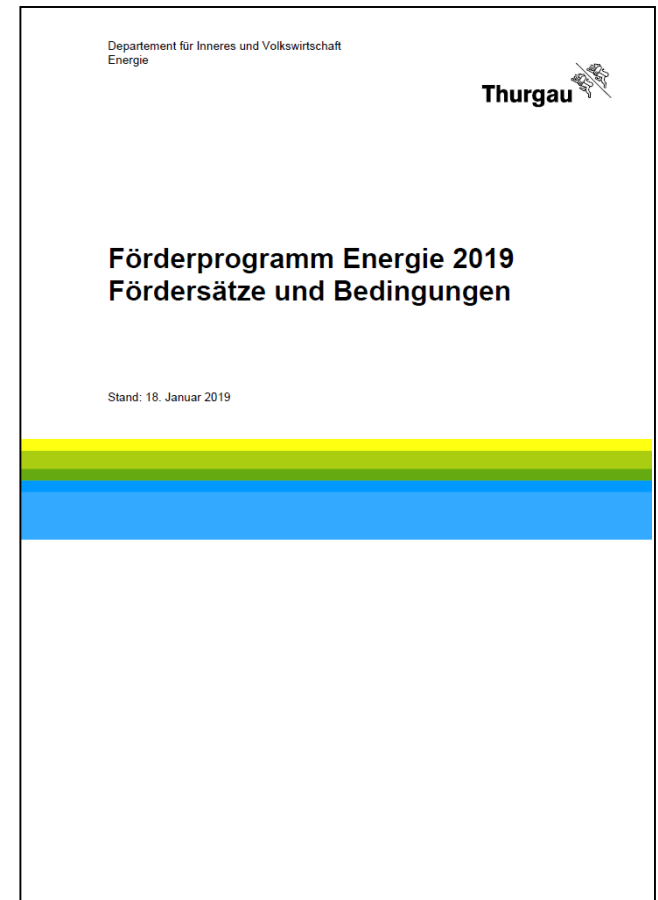 Departement für Inneres und Volkswirtschaft
Energie
Thurgau
Förderprogramm Energie 2019
Fördersätze und Bedingungen
Stand: 18. Januar 2019